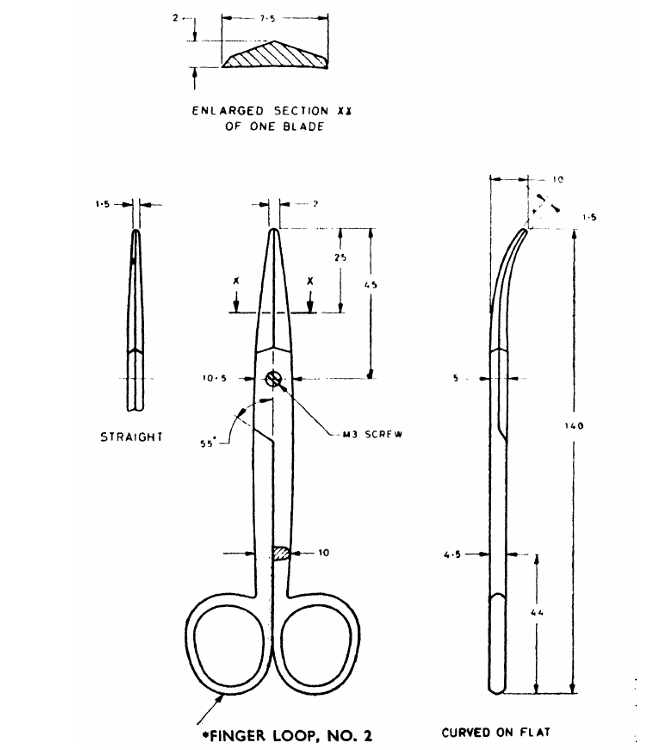 2
7·5
ENLARGED SECTION XX
OF ONE BLADE
10
1·5
2
1·5
25
45
X
X
10·5
5
55°
M3 SCREW
140
STRAIGHT
10
4·5
44
*FINGER LOOP, NO. 2
CURVED ON FLAT